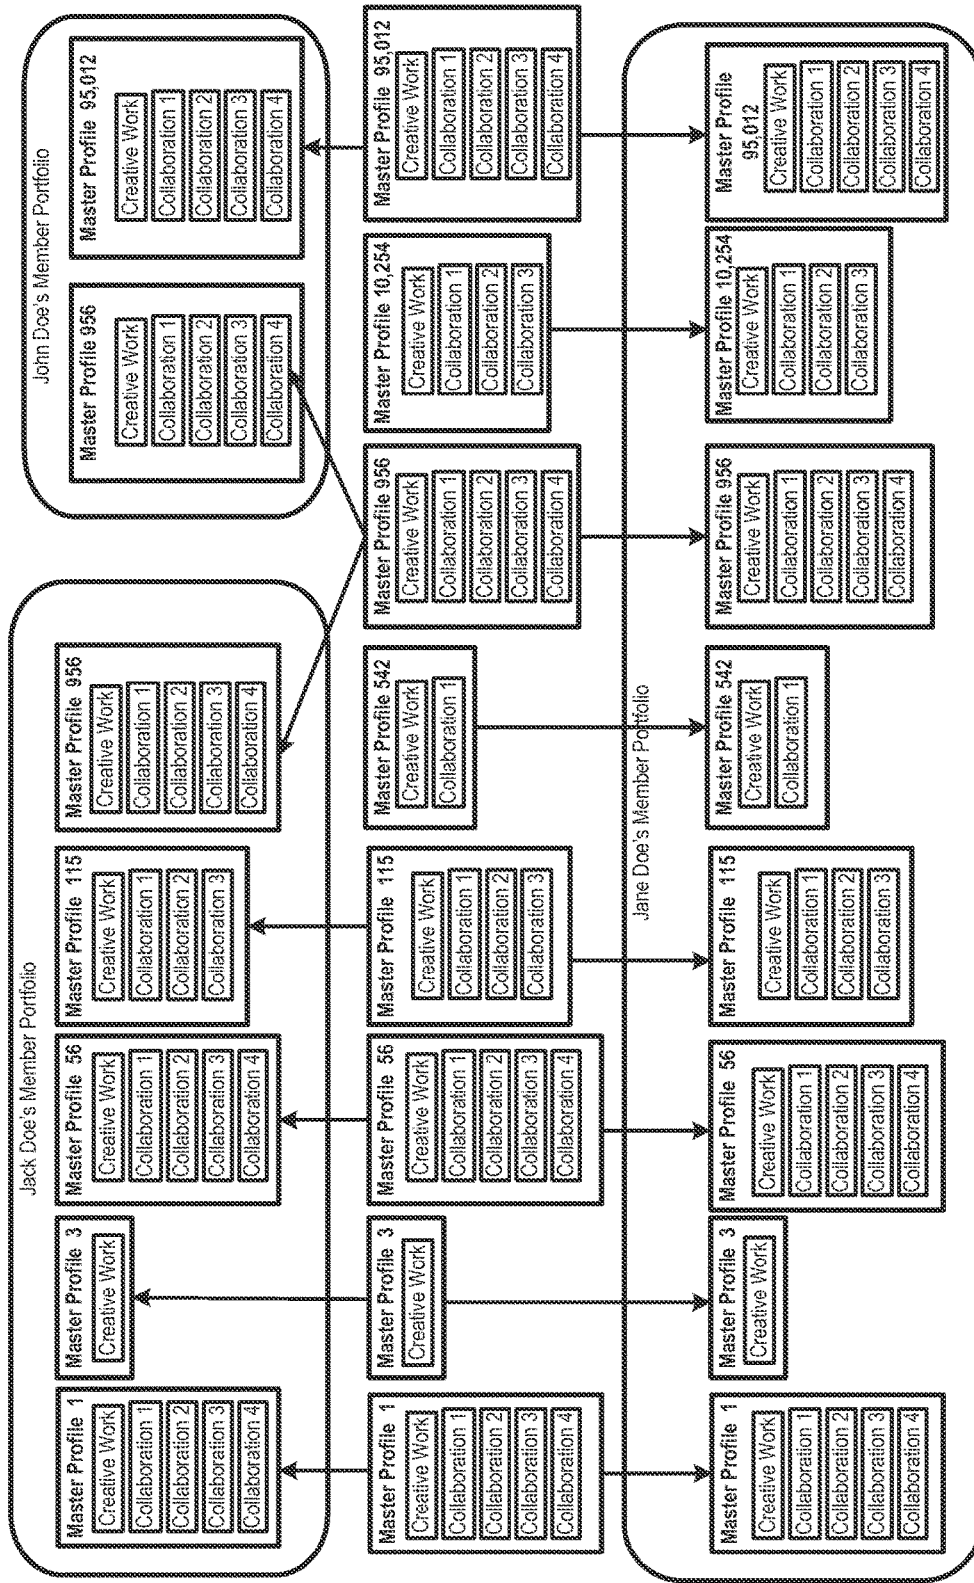 Jack Doe's Member Portfolio
Master Profile 1
Creative Work
Collaboration 1
Collaboration 2
Collaboration 3
Collaboration 4
Master Profile 3
Creative Work
Master Profile 56
Creative Work
Collaboration 1
Collaboration 2
Collaboration 3
Collaboration 4
Master Profile 115
Creative Work
Collaboration 1
Collaboration 2
Collaboration 3
Master Profile 956
Creative Work
Collaboration 1
Collaboration 2
Collaboration 3
Collaboration 4
John Doe's Member Portfolio
Master Profile 956
Creative Work
Collaboration 1
Collaboration 2
Collaboration 3
Collaboration 4
Master Profile 95,012
Creative Work
Collaboration 1
Collaboration 2
Collaboration 3
Collaboration 4
Master Profile 1
Creative Work
Collaboration 1
Collaboration 2
Collaboration 3
Collaboration 4
Master Profile 3
Creative Work
Master Profile 56
Creative Work
Collaboration 1
Collaboration 2
Collaboration 3
Collaboration 4
Master Profile 115
Creative Work
Collaboration 1
Collaboration 2
Collaboration 3
Master Profile 542
Creative Work
Collaboration 1
Master Profile 956
Creative Work
Collaboration 1
Collaboration 2
Collaboration 3
Collaboration 4
Master Profile 10,254
Creative Work
Collaboration 1
Collaboration 2
Collaboration 3
Master Profile 95,012
Creative Work
Collaboration 1
Collaboration 2
Collaboration 3
Collaboration 4
Jane Doe's Member Portfolio
Master Profile 1
Creative Work
Collaboration 1
Collaboration 2
Collaboration 3
Collaboration 4
Master Profile 3
Creative Work
Master Profile 56
Creative Work
Collaboration 1
Collaboration 2
Collaboration 3
Collaboration 4
Master Profile 115
Creative Work
Collaboration 1
Collaboration 2
Collaboration 3
Master Profile 542
Creative Work
Collaboration 1
Master Profile 956
Creative Work
Collaboration 1
Collaboration 2
Collaboration 3
Collaboration 4
Master Profile 10,254
Creative Work
Collaboration 1
Collaboration 2
Collaboration 3
Master Profile
95,012
Creative Work
Collaboration 1
Collaboration 2
Collaboration 3
Collaboration 4